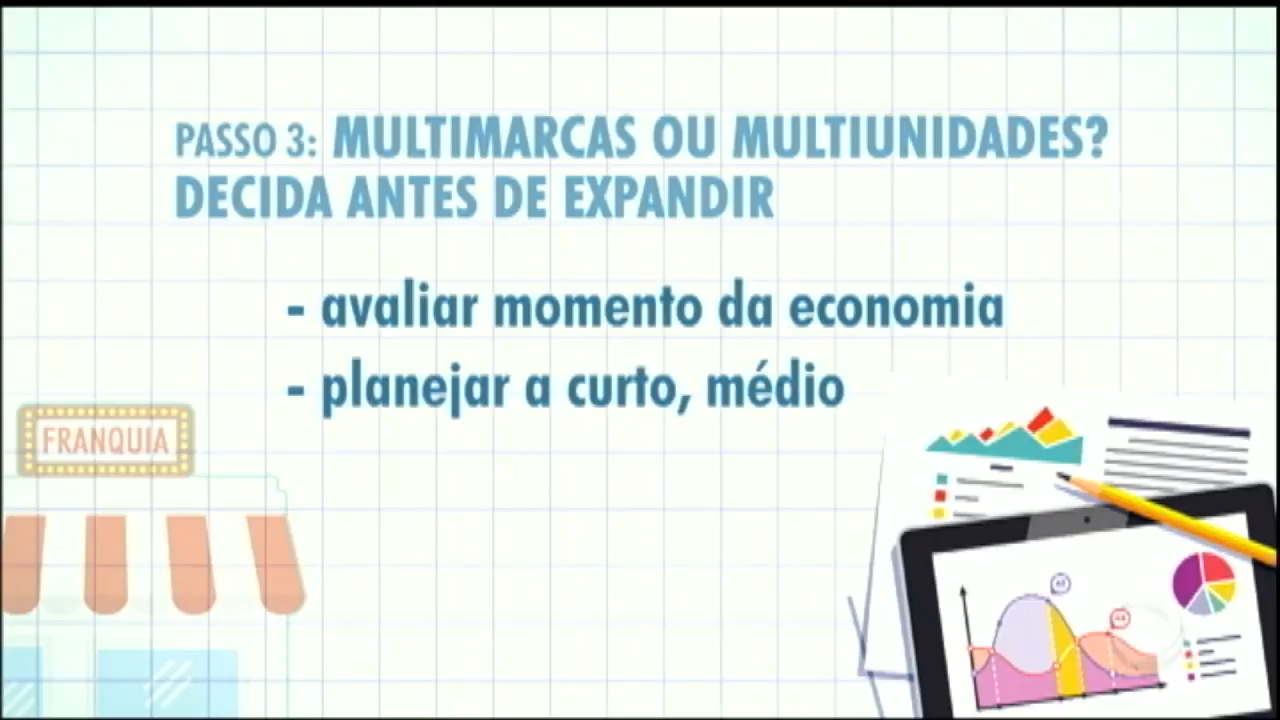 PASSO 3: MULTIMARCAS OU MULTIUNIDADES?
DECIDA ANTES DE EXPANDIR
- avaliar momento da economia
- planejar a curto, médio
FRANQUIA